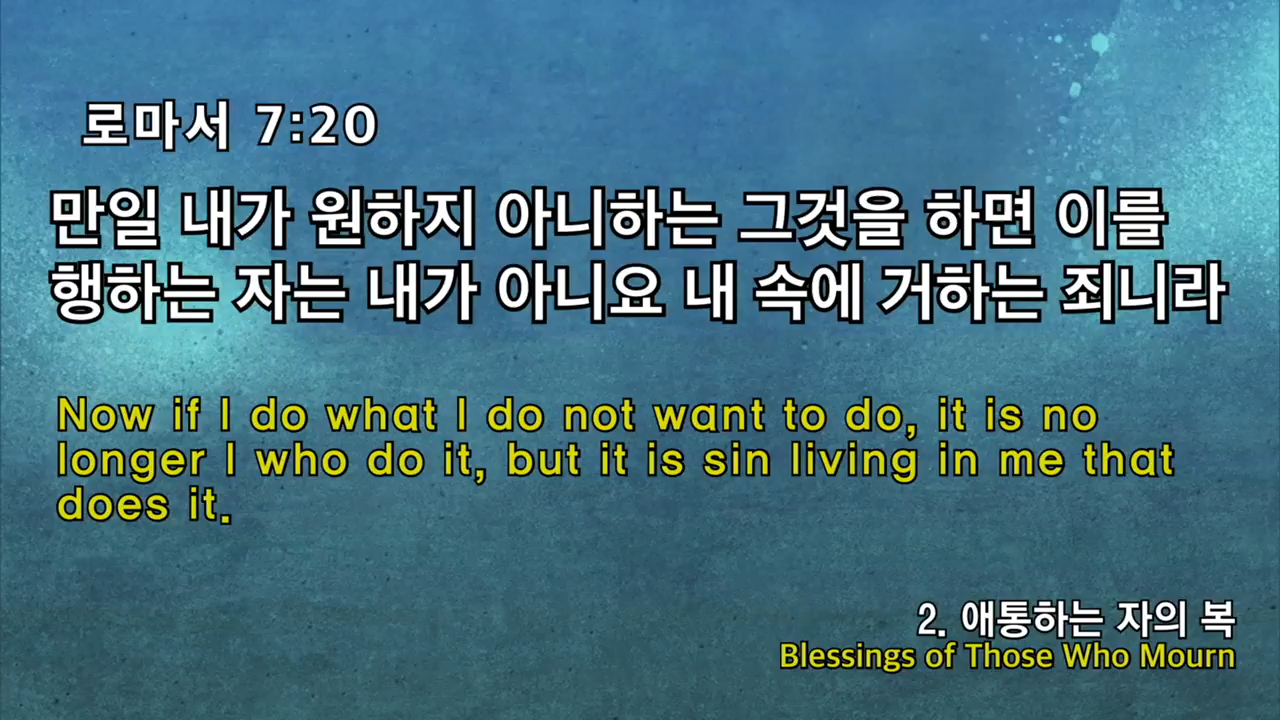 로마서 7:20
만일 내가 원하지 아니하는 그것을 하면 이를
행하는 자는 내가 아니요 내 속에 거하는 죄니라
Now if I do what I do not want to do, it is no
longer I who do it, but it is sin living in me that
does it.
2. 애통하는 자의 복
Blessings of Those Who Mourn